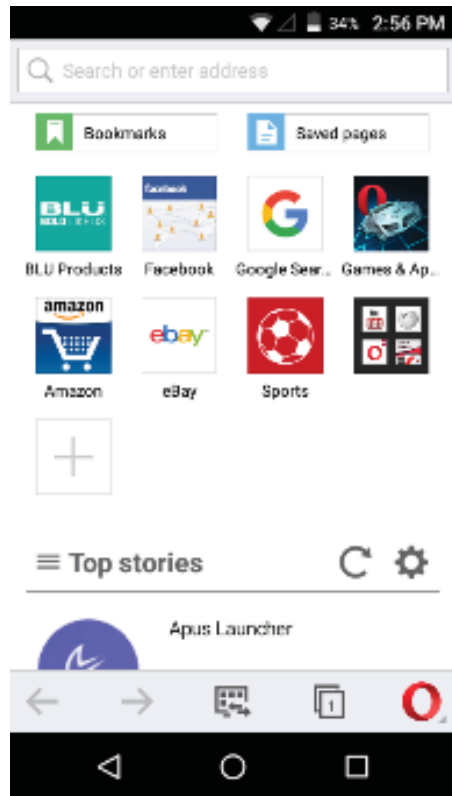 34% 2:56 PM
Search or enter address
Bookmarks Saved pages
BLU
facebook
G
BLU Products Facebook Google Sear... Games & Ap...
amazon
ebay
Amazon eBay Sports
Top stories
Apus Launcher
1